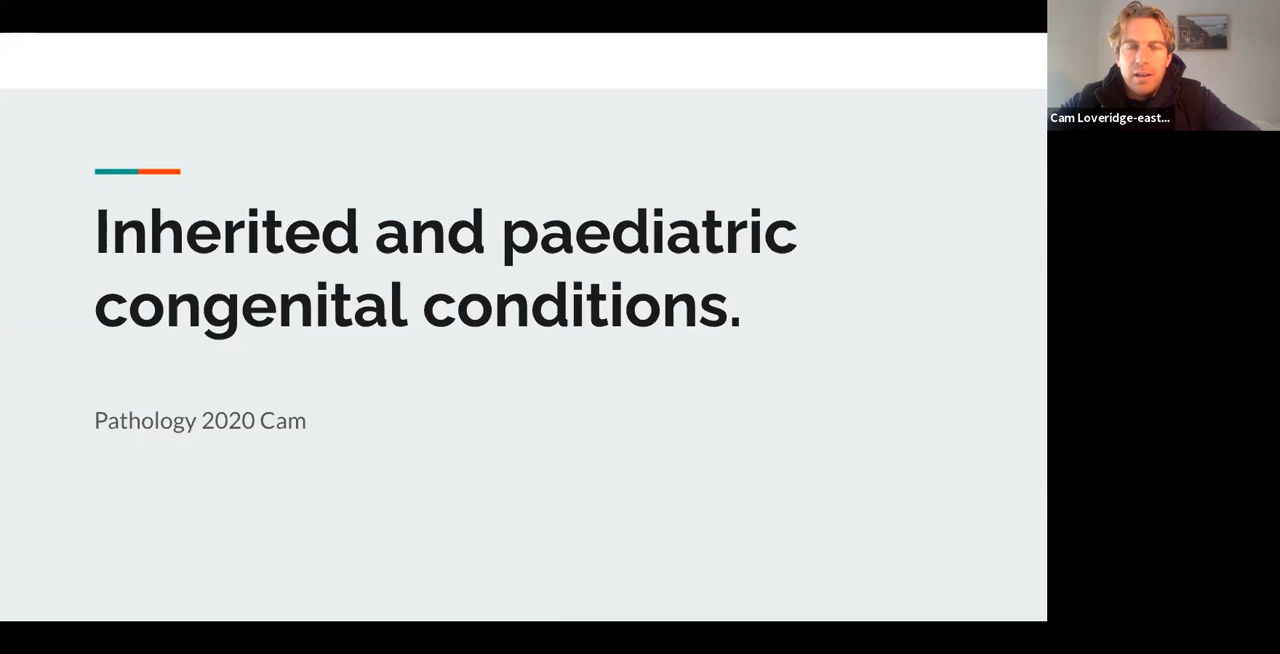 Inherited and paediatric
congenital conditions.
Pathology 2020 Cam
Cam Loveridge-east...